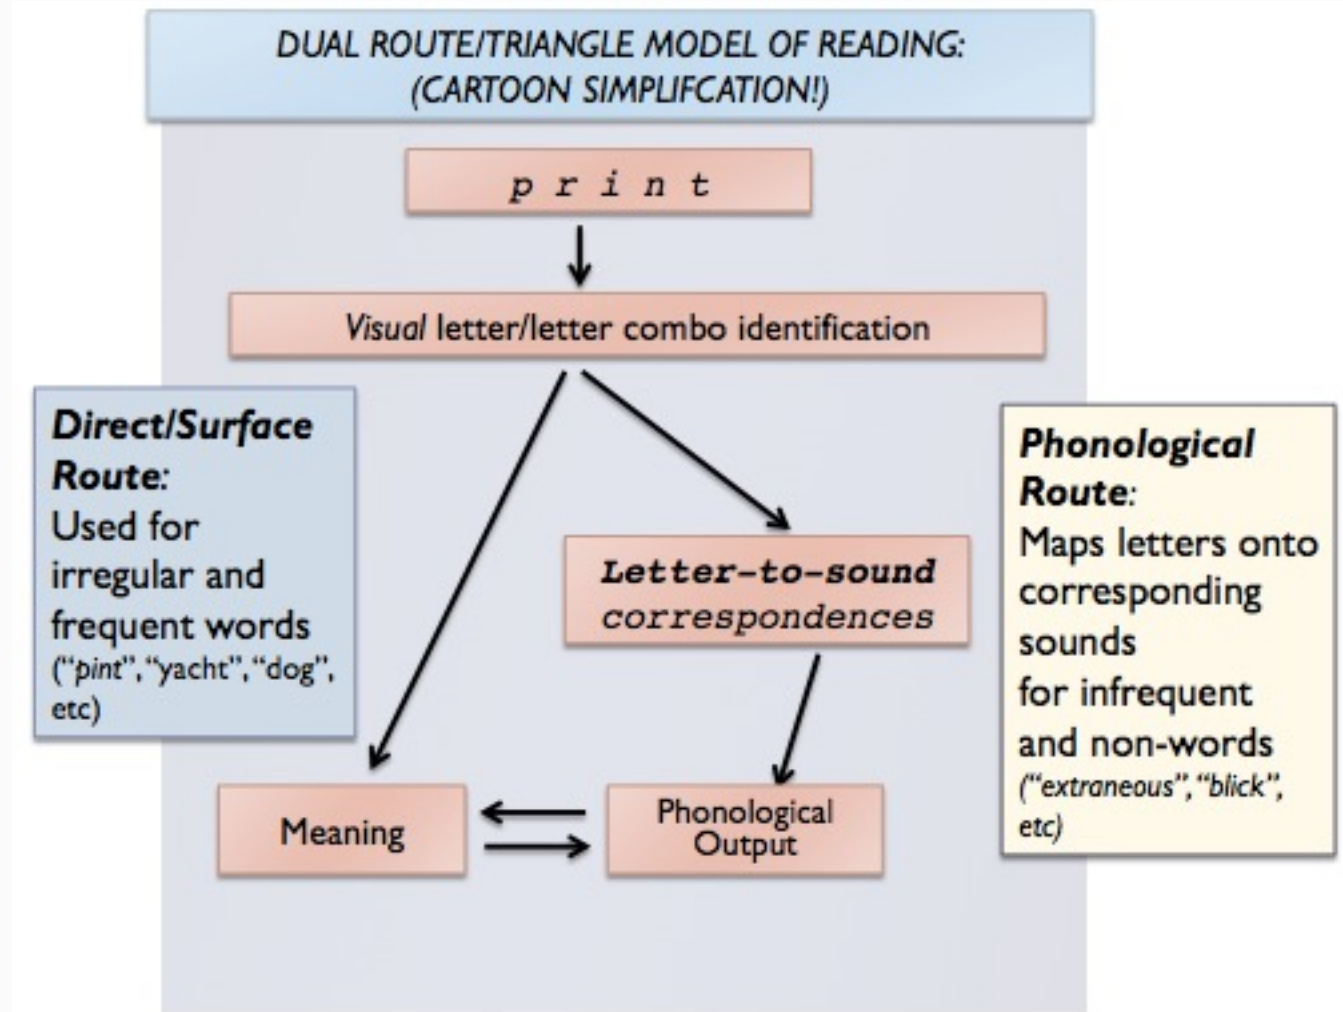 DUAL ROUTE/TRIANGLE MODEL OF READING:
(CARTOON SIMPLIFCATION!)
p r i n t
Visual letter/letter combo identification
Direct/Surface
Route:
Used for
irregular and
frequent words
("pint", "yacht", "dog",
etc)
Phonological
Route:
Maps letters onto
corresponding
sounds
for infrequent
and non-words
("extraneous", "blick",
etc)
Letter-to-sound
correspondences
Meaning
Phonological
Output